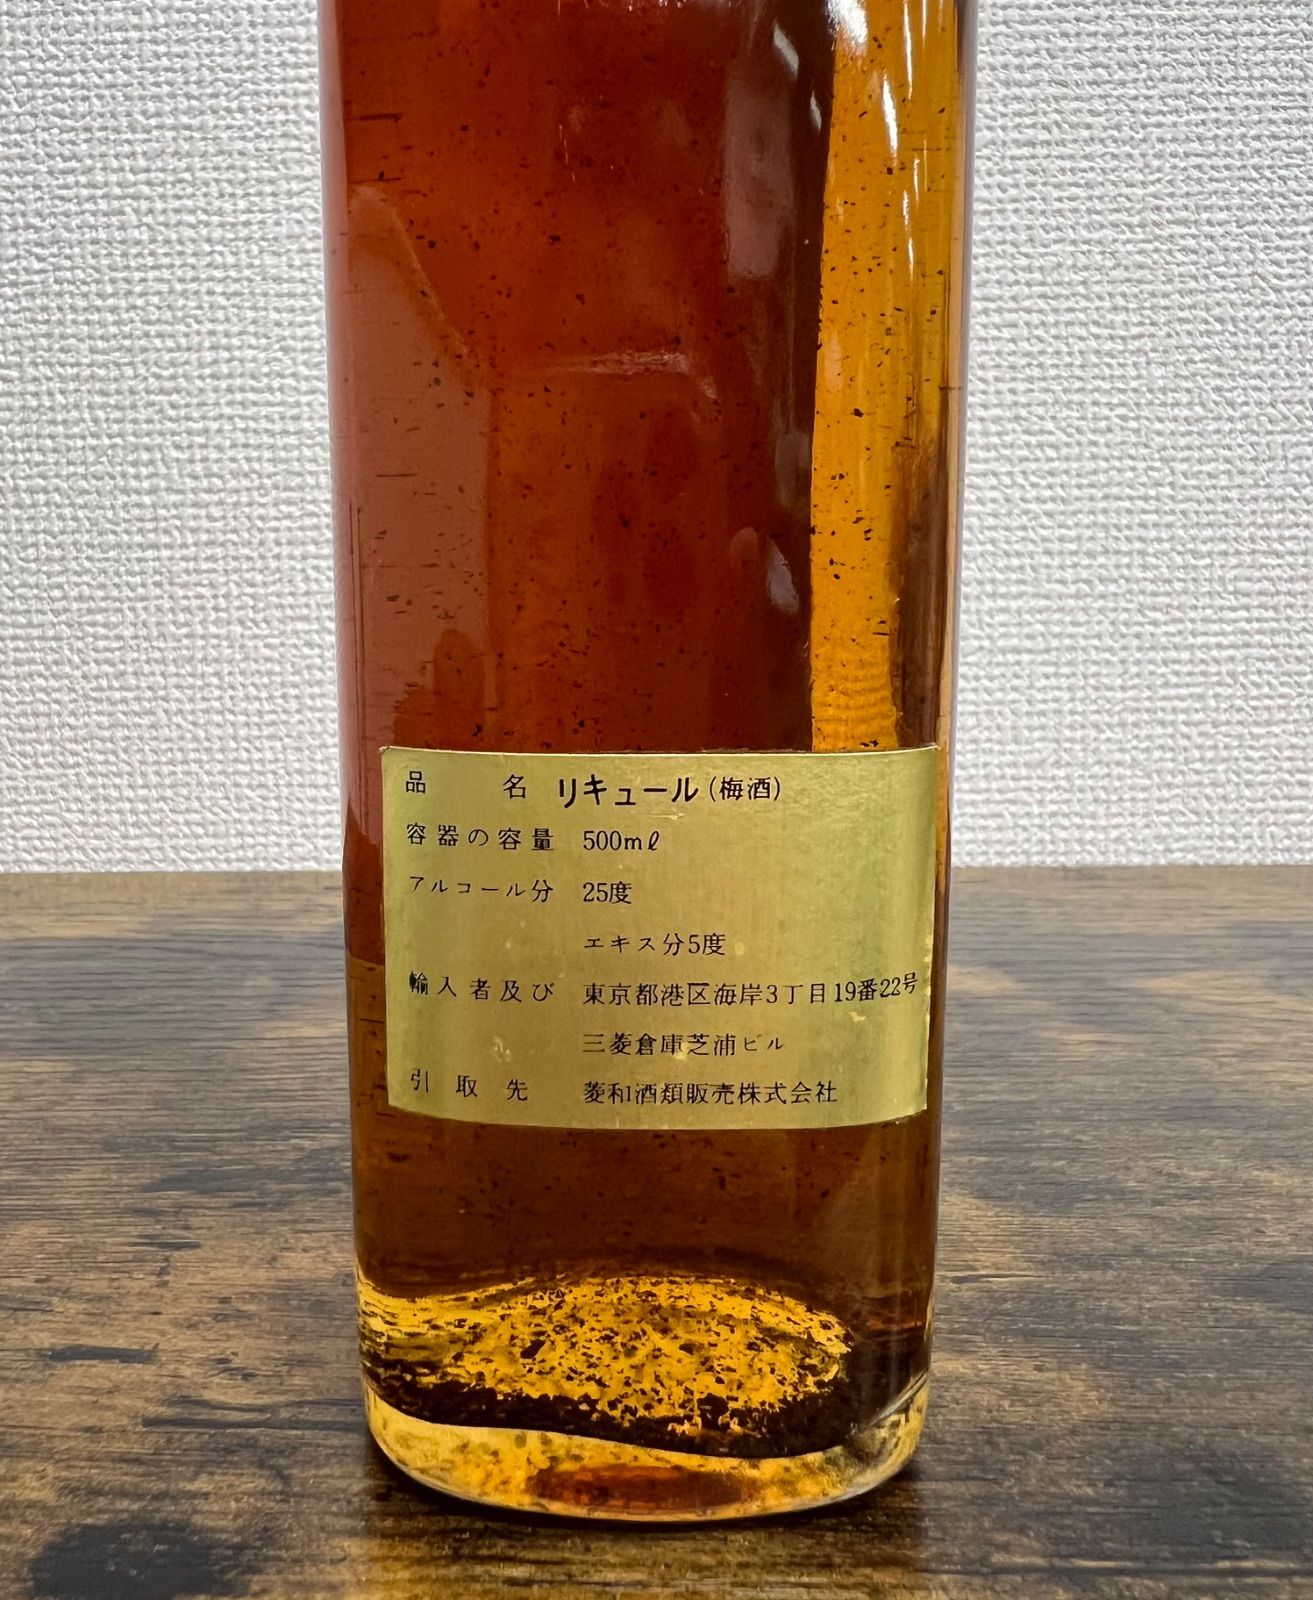 品名 リキュール(梅酒)
容器の容量 500mℓ
アルコール分 25度
エキス分5度
輸入者及び 東京都港区海岸3丁目19番22号
三菱倉庫芝浦ビル
引取先 菱和酒類販売株式会社